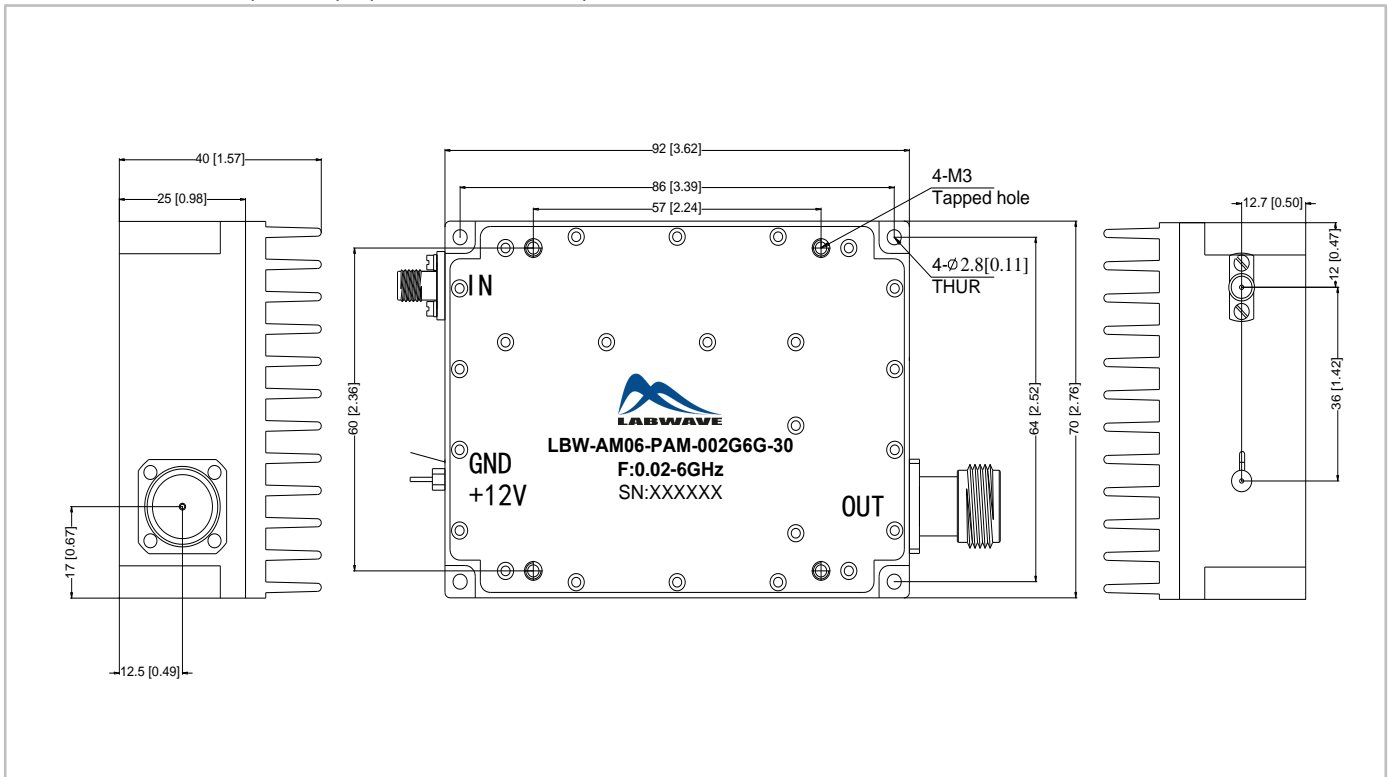 40 [1.57]
25 [0.98]
17 [0.67]
12.5 [0.49]
92 [3.62]
86 [3.39]
57 [2.24]
4-M3
Tapped hole
4-Ø2.8[0.11]
THUR
60 [2.36]
64 [2.52]
70 [2.76]
IN
LABWAVE
LBW-AM06-PAM-002G6G-30
F:0.02-6GHz
SN:XXXXXX
GND
+12V
OUT
12.7 [0.50]
12 [0.47]
36 [1.42]